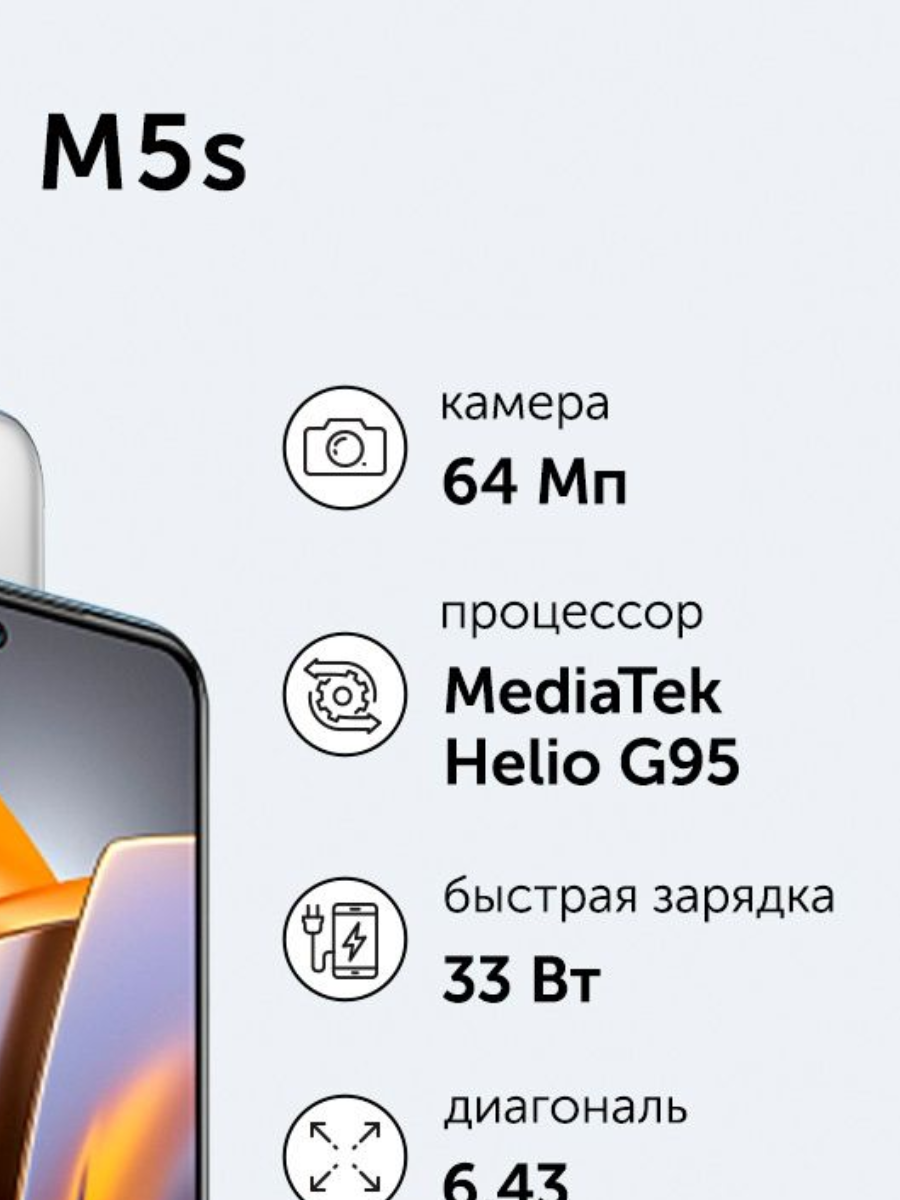 M5s
камера
64 Мп
процессор
MediaTek
Helio G95
быстрая зарядка
33 Вт
диагональ
6,43